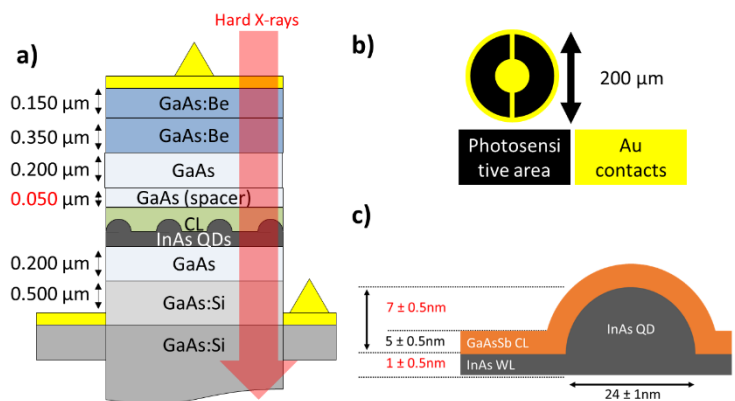 Hard X-rays
a)
GaAs:Be
0.150 µm
GaAs:Be
0.350 µm
GaAs
0.200 µm
GaAs (spacer)
0.050 µm
CL
InAs QDs
GaAs
0.200 µm
GaAs:Si
0.500 µm
GaAs:Si
b)
200 µm
Photosensi
tive area
Au
contacts
c)
7 ± 0.5nm
InAs QD
GaAsSb CL
5 ± 0.5nm
InAs WL
1 ± 0.5nm
24 ± 1nm